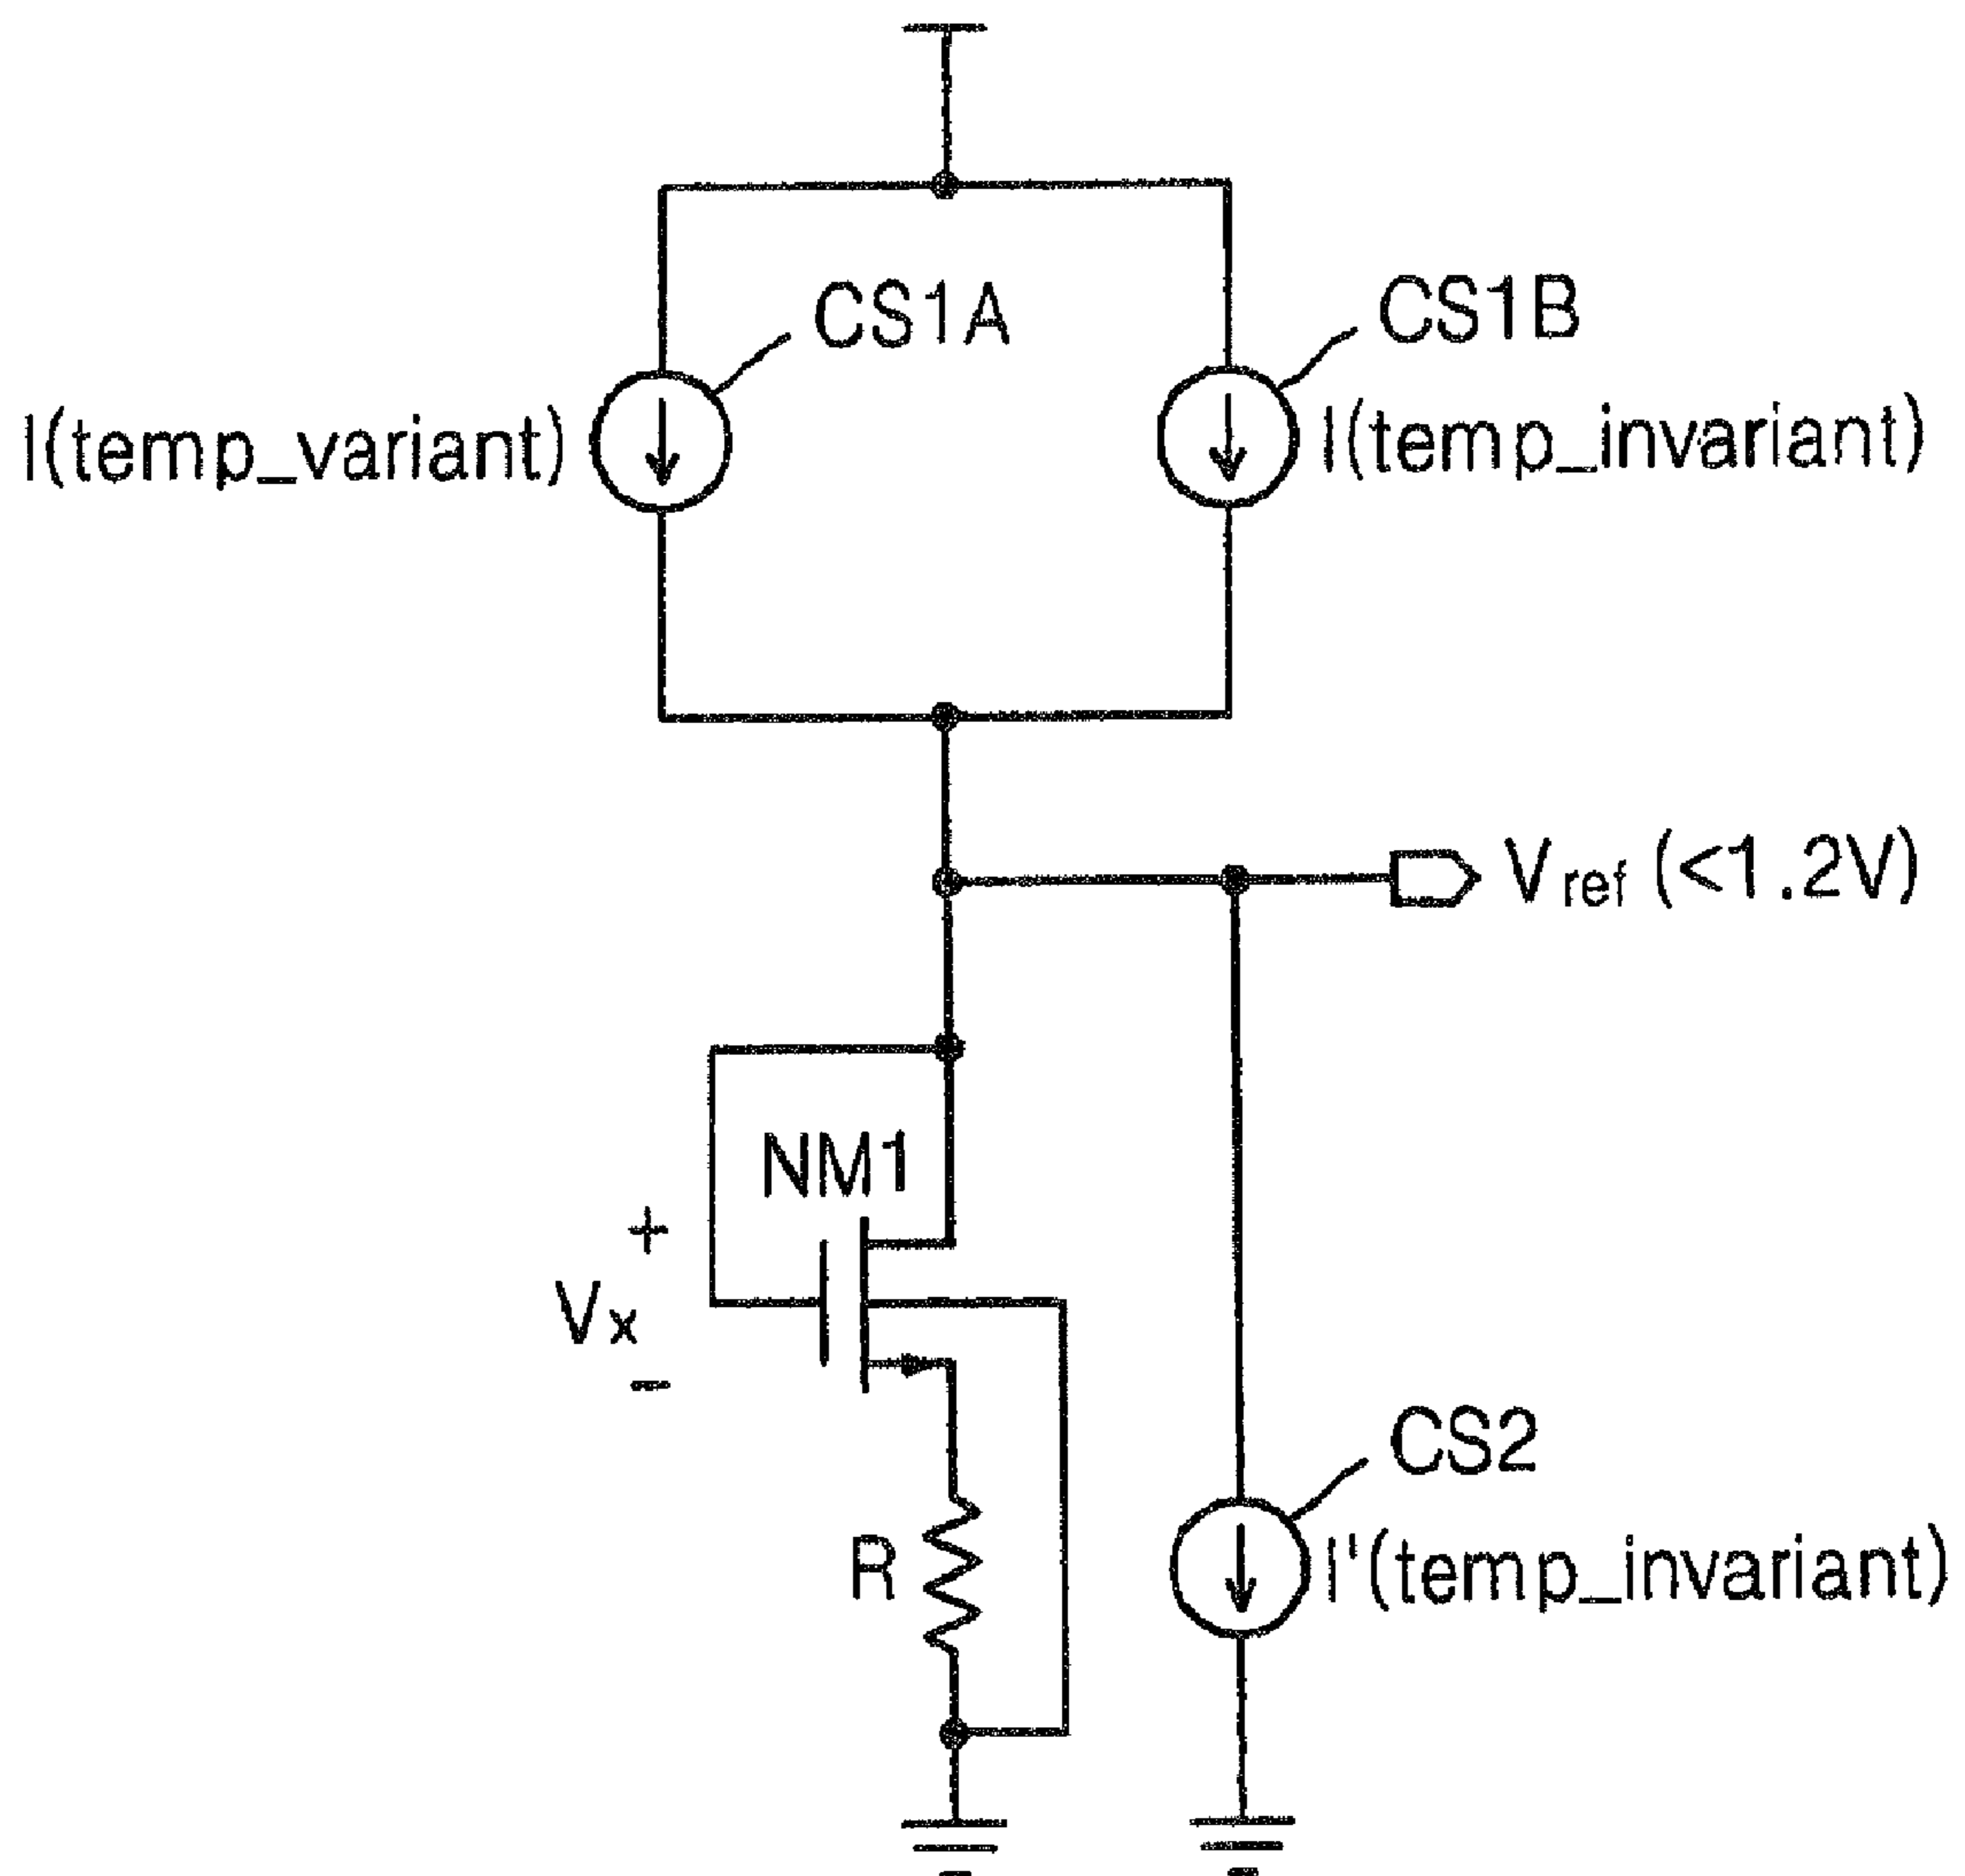 CS1A
CS1B
I(temp_variant)
I(temp_invariant)
Vref (<1.2V)
NM1
+
Vx
−
CS2
R
I'(temp_invariant)